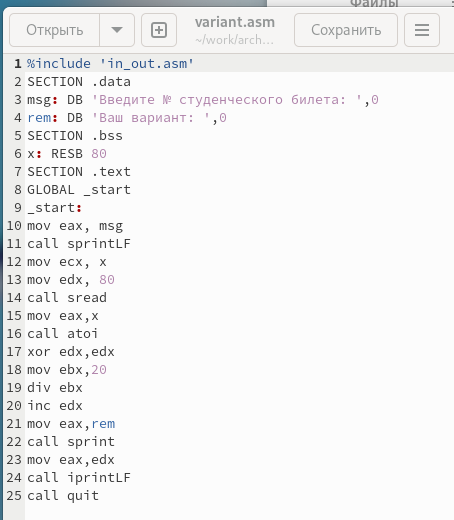 Файлы
Открыть
variant.asm
~/work/arch...
Сохранить
1 %include 'in_out.asm'
2 SECTION .data
3 msg: DB 'Введите № студенческого билета: ',0
4 rem: DB 'Ваш вариант: ',0
5 SECTION .bss
6 x: RESB 80
7 SECTION .text
8 GLOBAL _start
9 _start:
10 mov eax, msg
11 call sprintLF
12 mov ecx, x
13 mov edx, 80
14 call sread
15 mov eax,x
16 call atoi
17 xor edx,edx
18 mov ebx,20
19 div ebx
20 inc edx
21 mov eax,rem
22 call sprint
23 mov eax,edx
24 call iprintLF
25 call quit